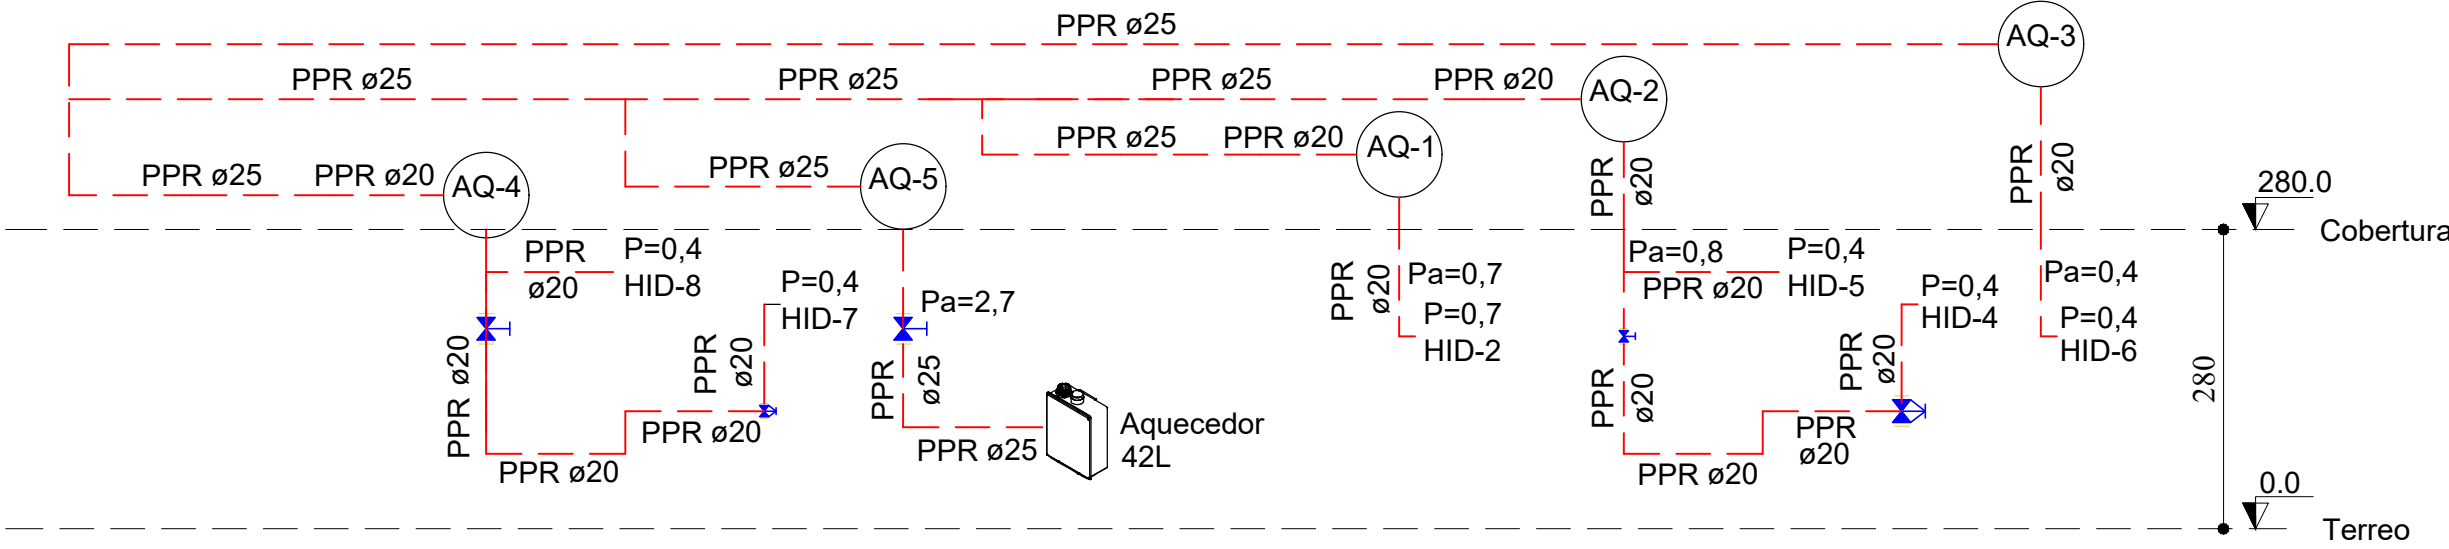 PPR ø25
AQ-3
PPR ø25
PPR ø25
PPR ø25
PPR ø20
AQ-2
PPR ø25
PPR ø20
AQ-1
PPR ø25
PPR ø20
AQ-4
PPR ø25
AQ-5
PPR
ø20
PPR
ø20
280.0
Cobertura
PPR
ø20
P=0,4
HID-8
P=0,4
HID-7
Pa=2,7
PPR
ø20
Pa=0,7
P=0,7
HID-2
Pa=0,8
PPR ø20
P=0,4
HID-5
P=0,4
HID-4
Pa=0,4
P=0,4
HID-6
PPR ø20
PPR
ø20
PPR
ø25
PPR
ø20
PPR
ø20
280
PPR ø20
PPR ø20
PPR ø25
Aquecedor
42L
PPR ø20
PPR
ø20
0.0
Terreo